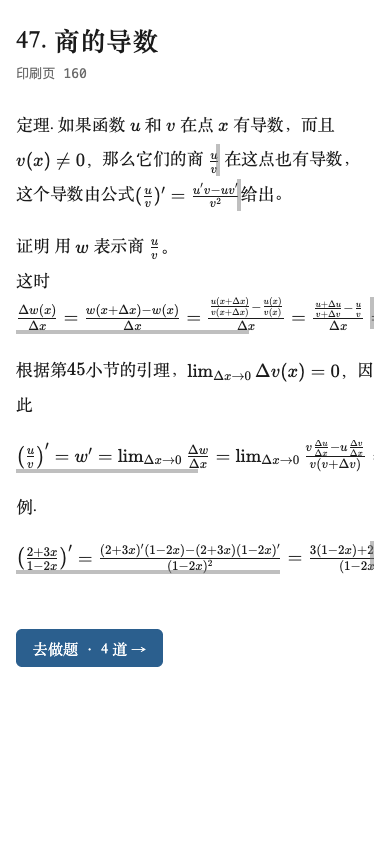 47. 商的导数
印刷页 160
定理. 如果函数 u 和 v 在点 x 有导数，而且
v(x) ≠ 0，那么它们的商 u/v 在这点也有导数，
这个导数由公式(u/v)′ = (u′v−uv′)/v² 给出。
证明 用 w 表示商 u/v。
这时
Δw(x)/Δx = (w(x+Δx)−w(x))/Δx = (u(x+Δx)/v(x+Δx) − u(x)/v(x))/Δx = ((u+Δu)/(v+Δv) − u/v)/Δx
根据第45小节的引理，lim_{Δx→0} Δv(x) = 0，因
此
(u/v)′ = w′ = lim_{Δx→0} Δw/Δx = lim_{Δx→0} (v Δu/Δx − u Δv/Δx)/(v(v+Δv))
例.
((2+3x)/(1−2x))′ = ((2+3x)′(1−2x)−(2+3x)(1−2x)′)/(1−2x)² = 3(1−2x)+2 / (1−2x
去做题 · 4 道 →